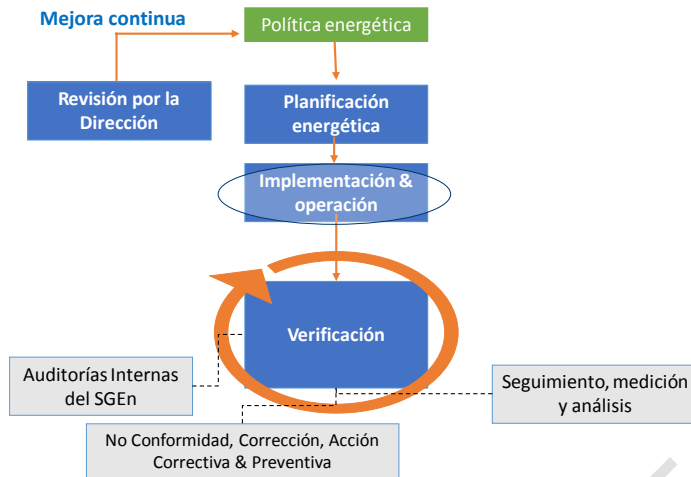 Mejora continua
Política energética
Revisión por la
Dirección
Planificación
energética
Implementación &
operación
Verificación
Auditorías Internas
del SGEn
Seguimiento, medición
y análisis
No Conformidad, Corrección, Acción
Correctiva & Preventiva